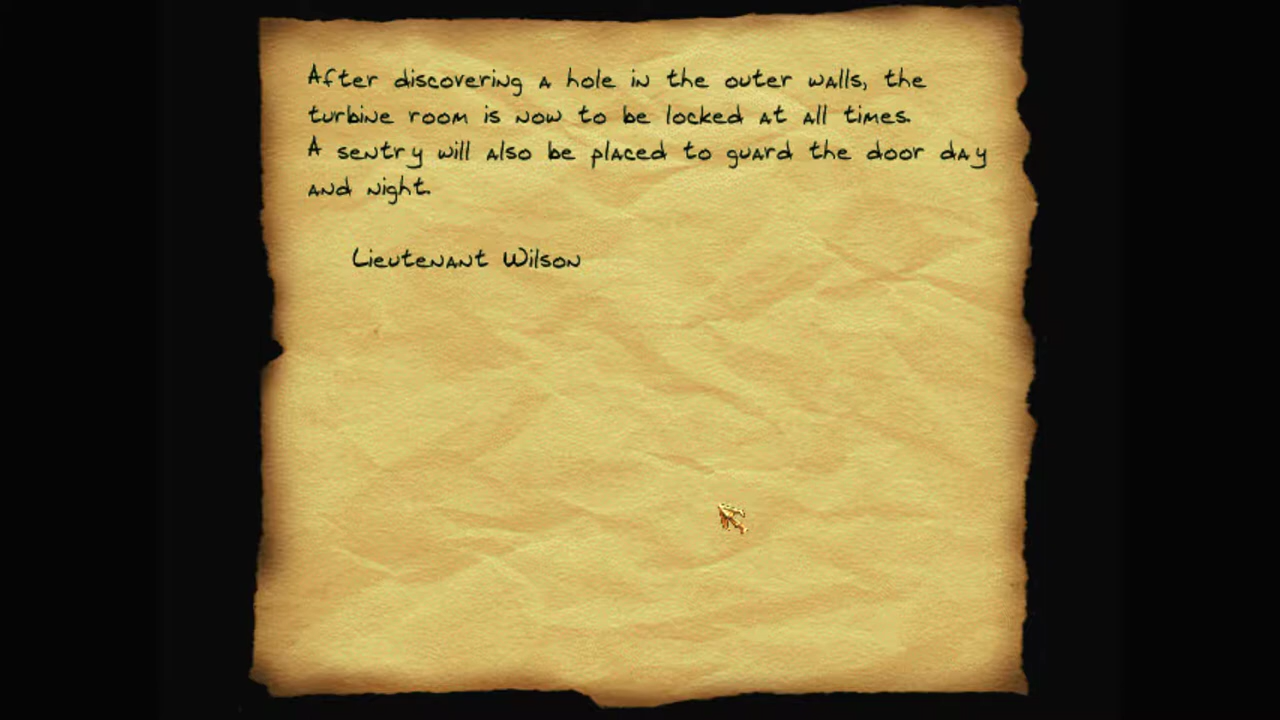 After discovering a hole in the outer walls, the
turbine room is now to be locked at all times.
A sentry will also be placed to guard the door day
and night.
Lieutenant Wilson